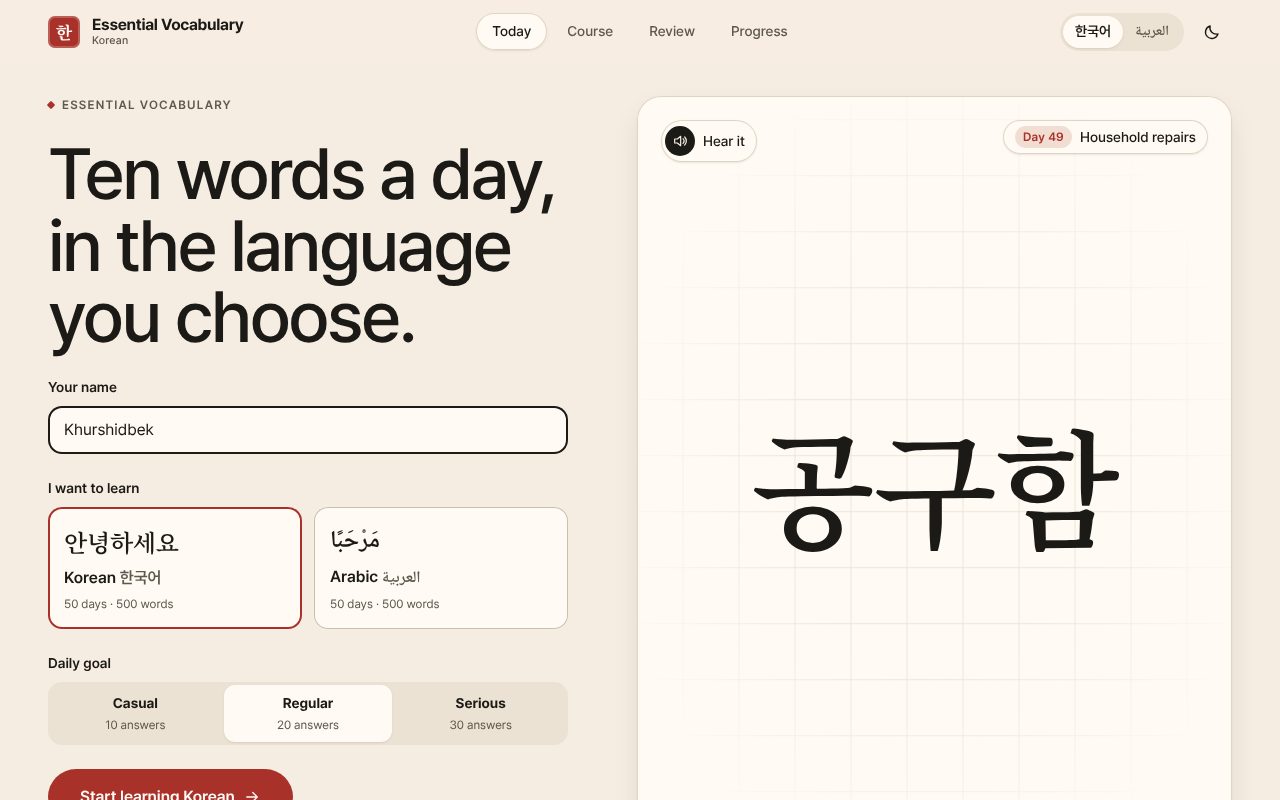 한
Essential Vocabulary
Korean
Today
Course
Review
Progress
한국어
العربية
ESSENTIAL VOCABULARY
Ten words a day,
in the language
you choose.
Your name
Khurshidbek
I want to learn
안녕하세요
Korean 한국어
50 days · 500 words
مَرْحَبًا
Arabic العربية
50 days · 500 words
Daily goal
Casual
10 answers
Regular
20 answers
Serious
30 answers
Start learning Korean →
Hear it
Day 49 Household repairs
공구함